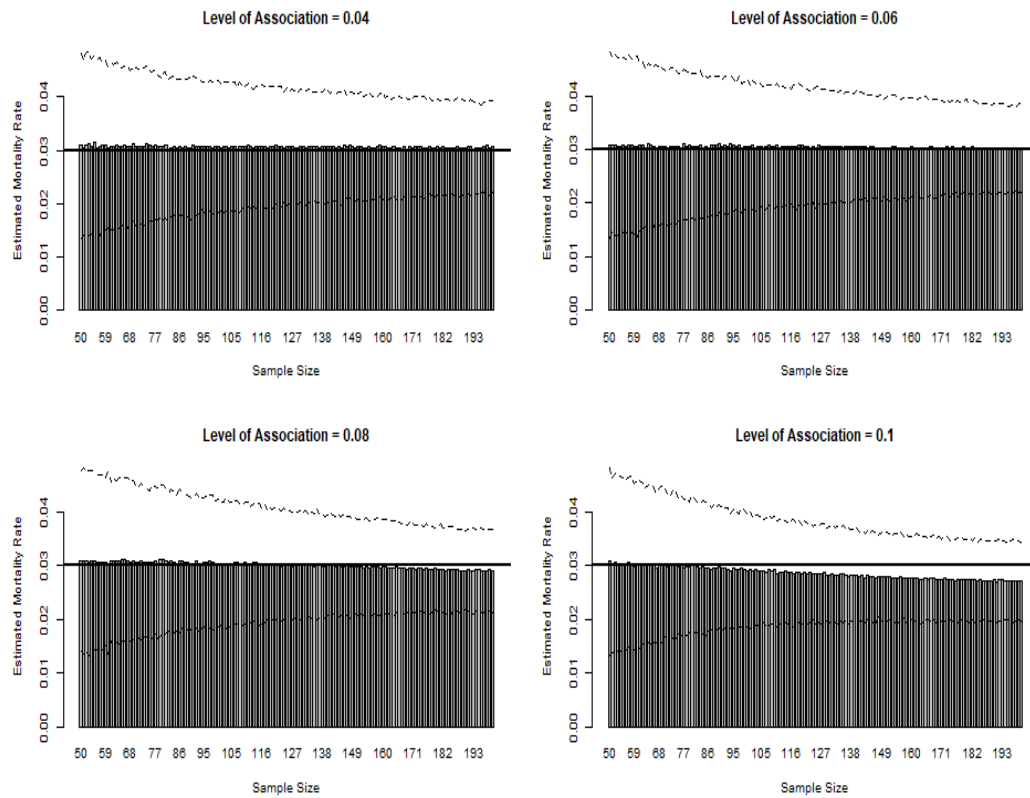 Level of Association = 0.04
Estimated Mortality Rate
0.00 0.01 0.02 0.03 0.04
50 59 68 77 86 95 105 116 127 138 149 160 171 182 193
Sample Size
Level of Association = 0.06
Estimated Mortality Rate
0.00 0.01 0.02 0.03 0.04
50 59 68 77 86 95 105 116 127 138 149 160 171 182 193
Sample Size
Level of Association = 0.08
Estimated Mortality Rate
0.00 0.01 0.02 0.03 0.04
50 59 68 77 86 95 105 116 127 138 149 160 171 182 193
Sample Size
Level of Association = 0.1
Estimated Mortality Rate
0.00 0.01 0.02 0.03 0.04
50 59 68 77 86 95 105 116 127 138 149 160 171 182 193
Sample Size